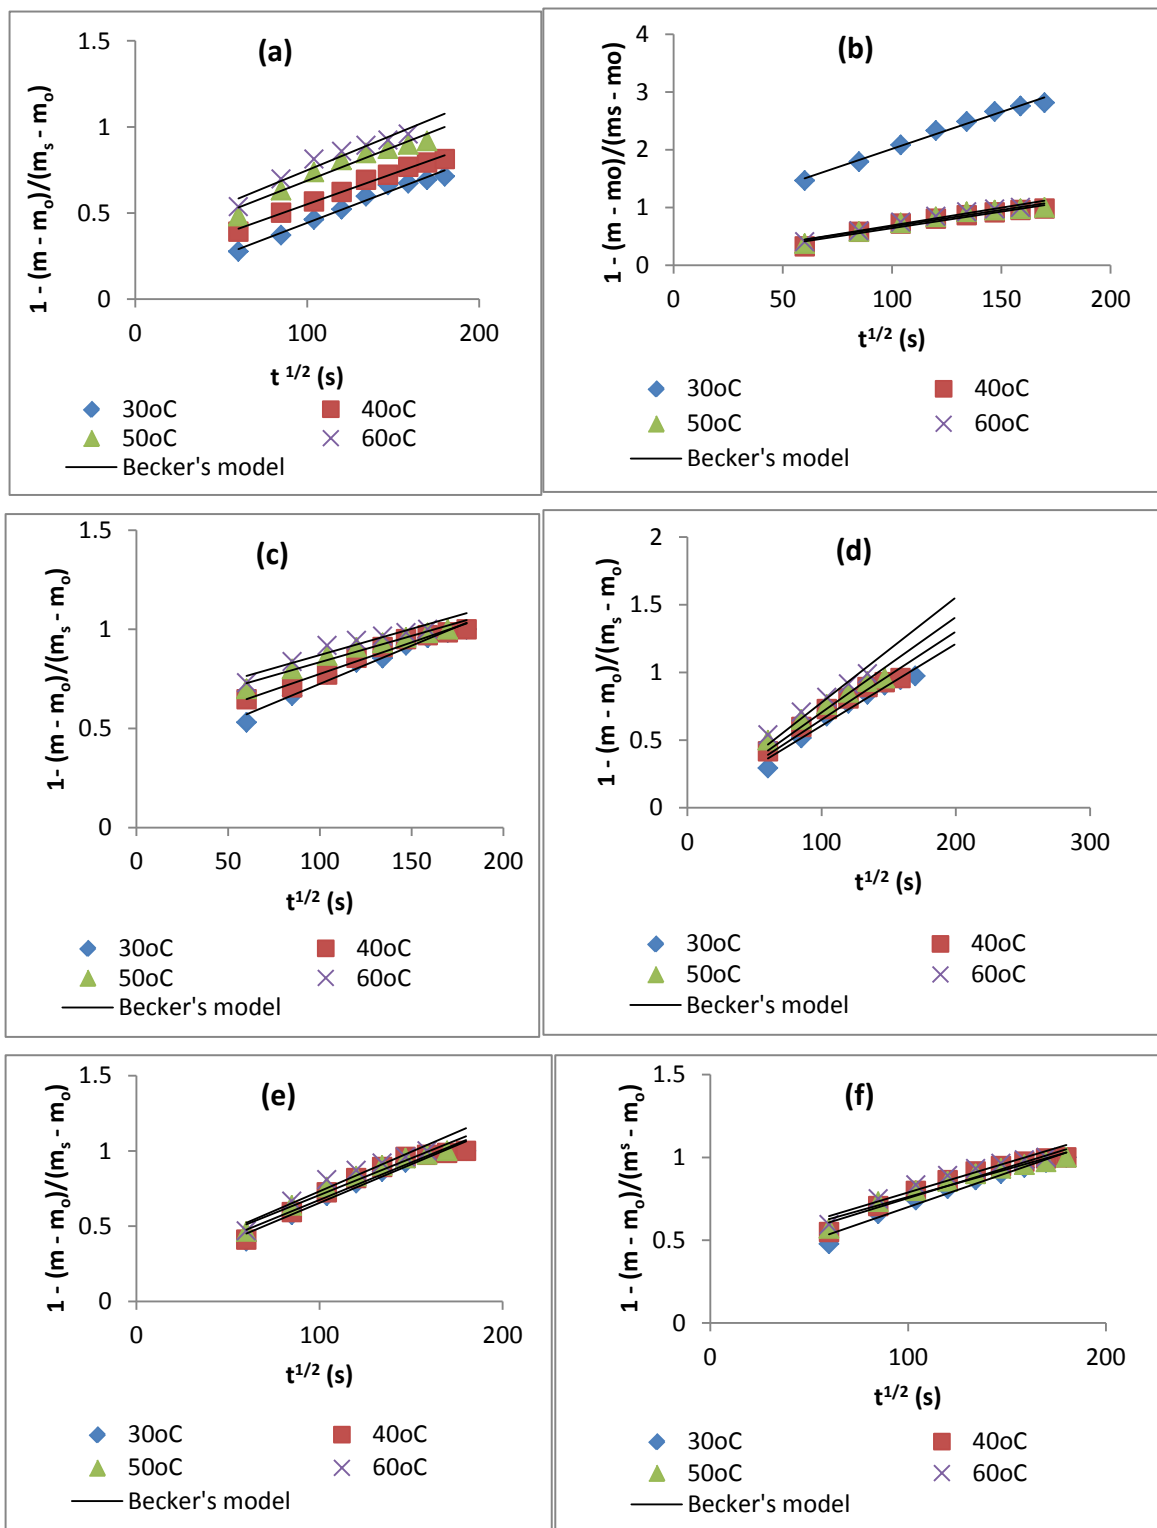 (a)
1 - (m - mₒ)/(mₛ - mₒ)
1.5
1
0.5
0
0
100
200
t ¹/² (s)
30oC
40oC
50oC
60oC
Becker's model
(b)
1 - (m - mo)/(ms - mo)
4
3
2
1
0
0
50
100
150
200
t¹/² (s)
30oC
40oC
50oC
60oC
Becker's model
(c)
1- (m - mₒ)/(mₛ - mₒ)
1.5
1
0.5
0
0
50
100
150
200
t¹/² (s)
30oC
40oC
50oC
60oC
Becker's model
(d)
1 - (m - mₒ)/(mₛ - mₒ)
2
1.5
1
0.5
0
0
100
200
300
t¹/² (s)
30oC
40oC
50oC
60oC
Becker's model
(e)
1 - (m - mₒ)/(mₛ - mₒ)
1.5
1
0.5
0
0
50
100
150
200
t¹/² (s)
30oC
40oC
50oC
60oC
Becker's model
(f)
1 - (m - mₒ)/(mˢ - mₒ)
1.5
1
0.5
0
0
100
200
t¹/² (s)
30oC
40oC
50oC
60oC
Becker's model